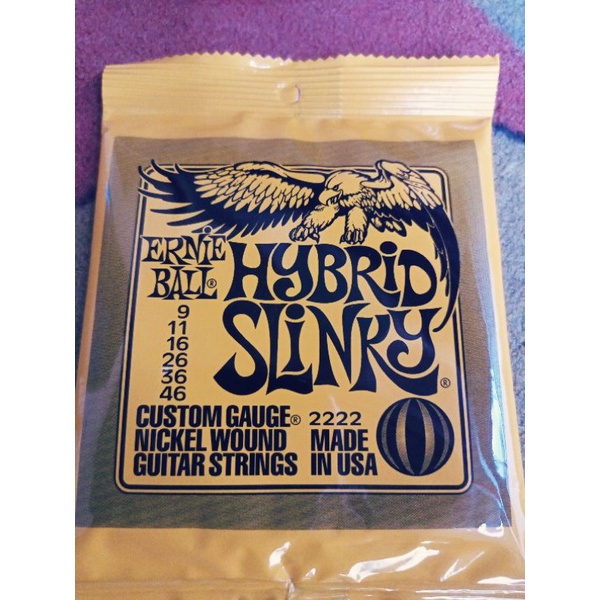 ERNIE
BALL®
HYBRID
SLINKY®
9
11
16
26
36
46
CUSTOM GAUGE® 2222
NICKEL WOUND
GUITAR STRINGS
MADE
IN USA